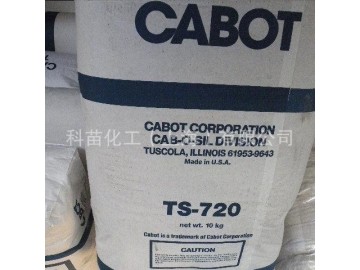 CABOT
科苗化工
公司
CABOT CORPORATION
CAB-O-SIL DIVISION
TUSCOLA, ILLINOIS 61953-9643
Made in U.S.A.
TS-720
net wt. 10 kg
Cabot is a trademark of Cabot Corporation
CAUTION